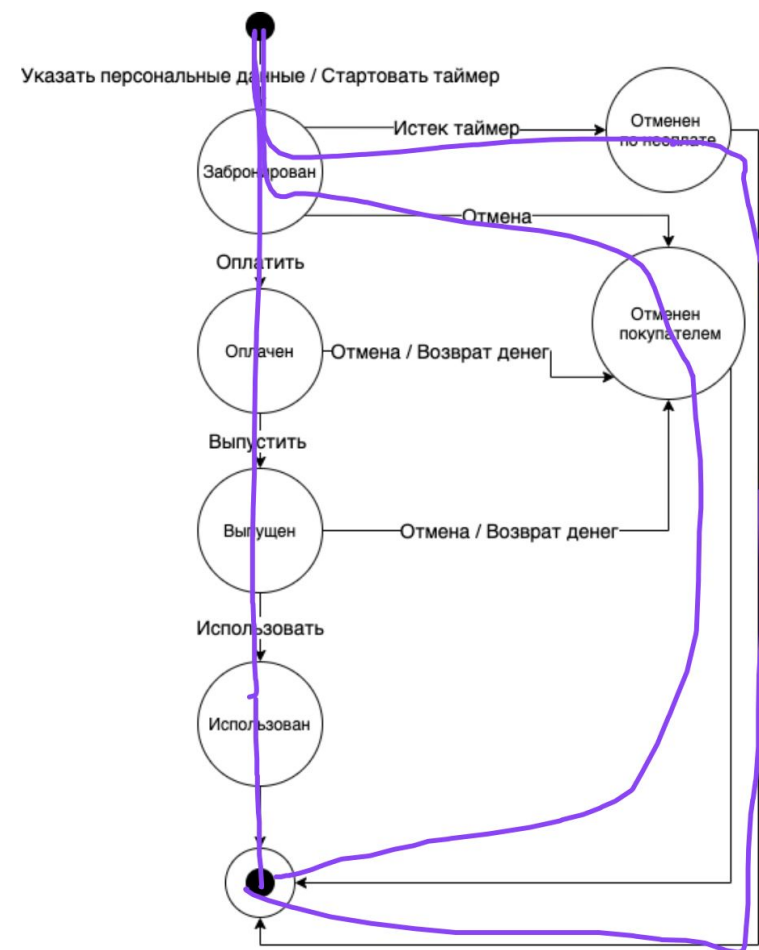 Указать персональные данные / Стартовать таймер
Истек таймер
Отменен
по неоплате
Забронирован
Отмена
Оплатить
Отменен
покупателем
Оплачен
Отмена / Возврат денег
Выпустить
Выпущен
Отмена / Возврат денег
Использовать
Использован